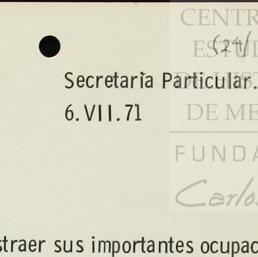 CENTR
(24)
ESTU
Secretaría Particular.
6.VII.71
DE ME
FUNDA
Carlos
straer sus importantes ocupac